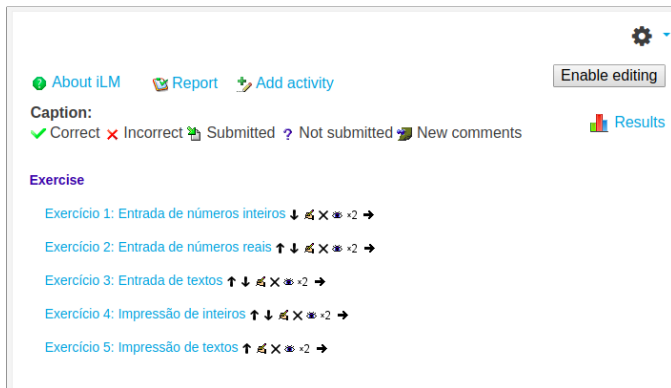 About iLM Report Add activity Enable editing
Caption:
Correct Incorrect Submitted ? Not submitted New comments Results
Exercise
Exercício 1: Entrada de números inteiros ↓ ×2 →
Exercício 2: Entrada de números reais ↑ ↓ ×2 →
Exercício 3: Entrada de textos ↑ ↓ ×2 →
Exercício 4: Impressão de inteiros ↑ ↓ ×2 →
Exercício 5: Impressão de textos ↑ ×2 →